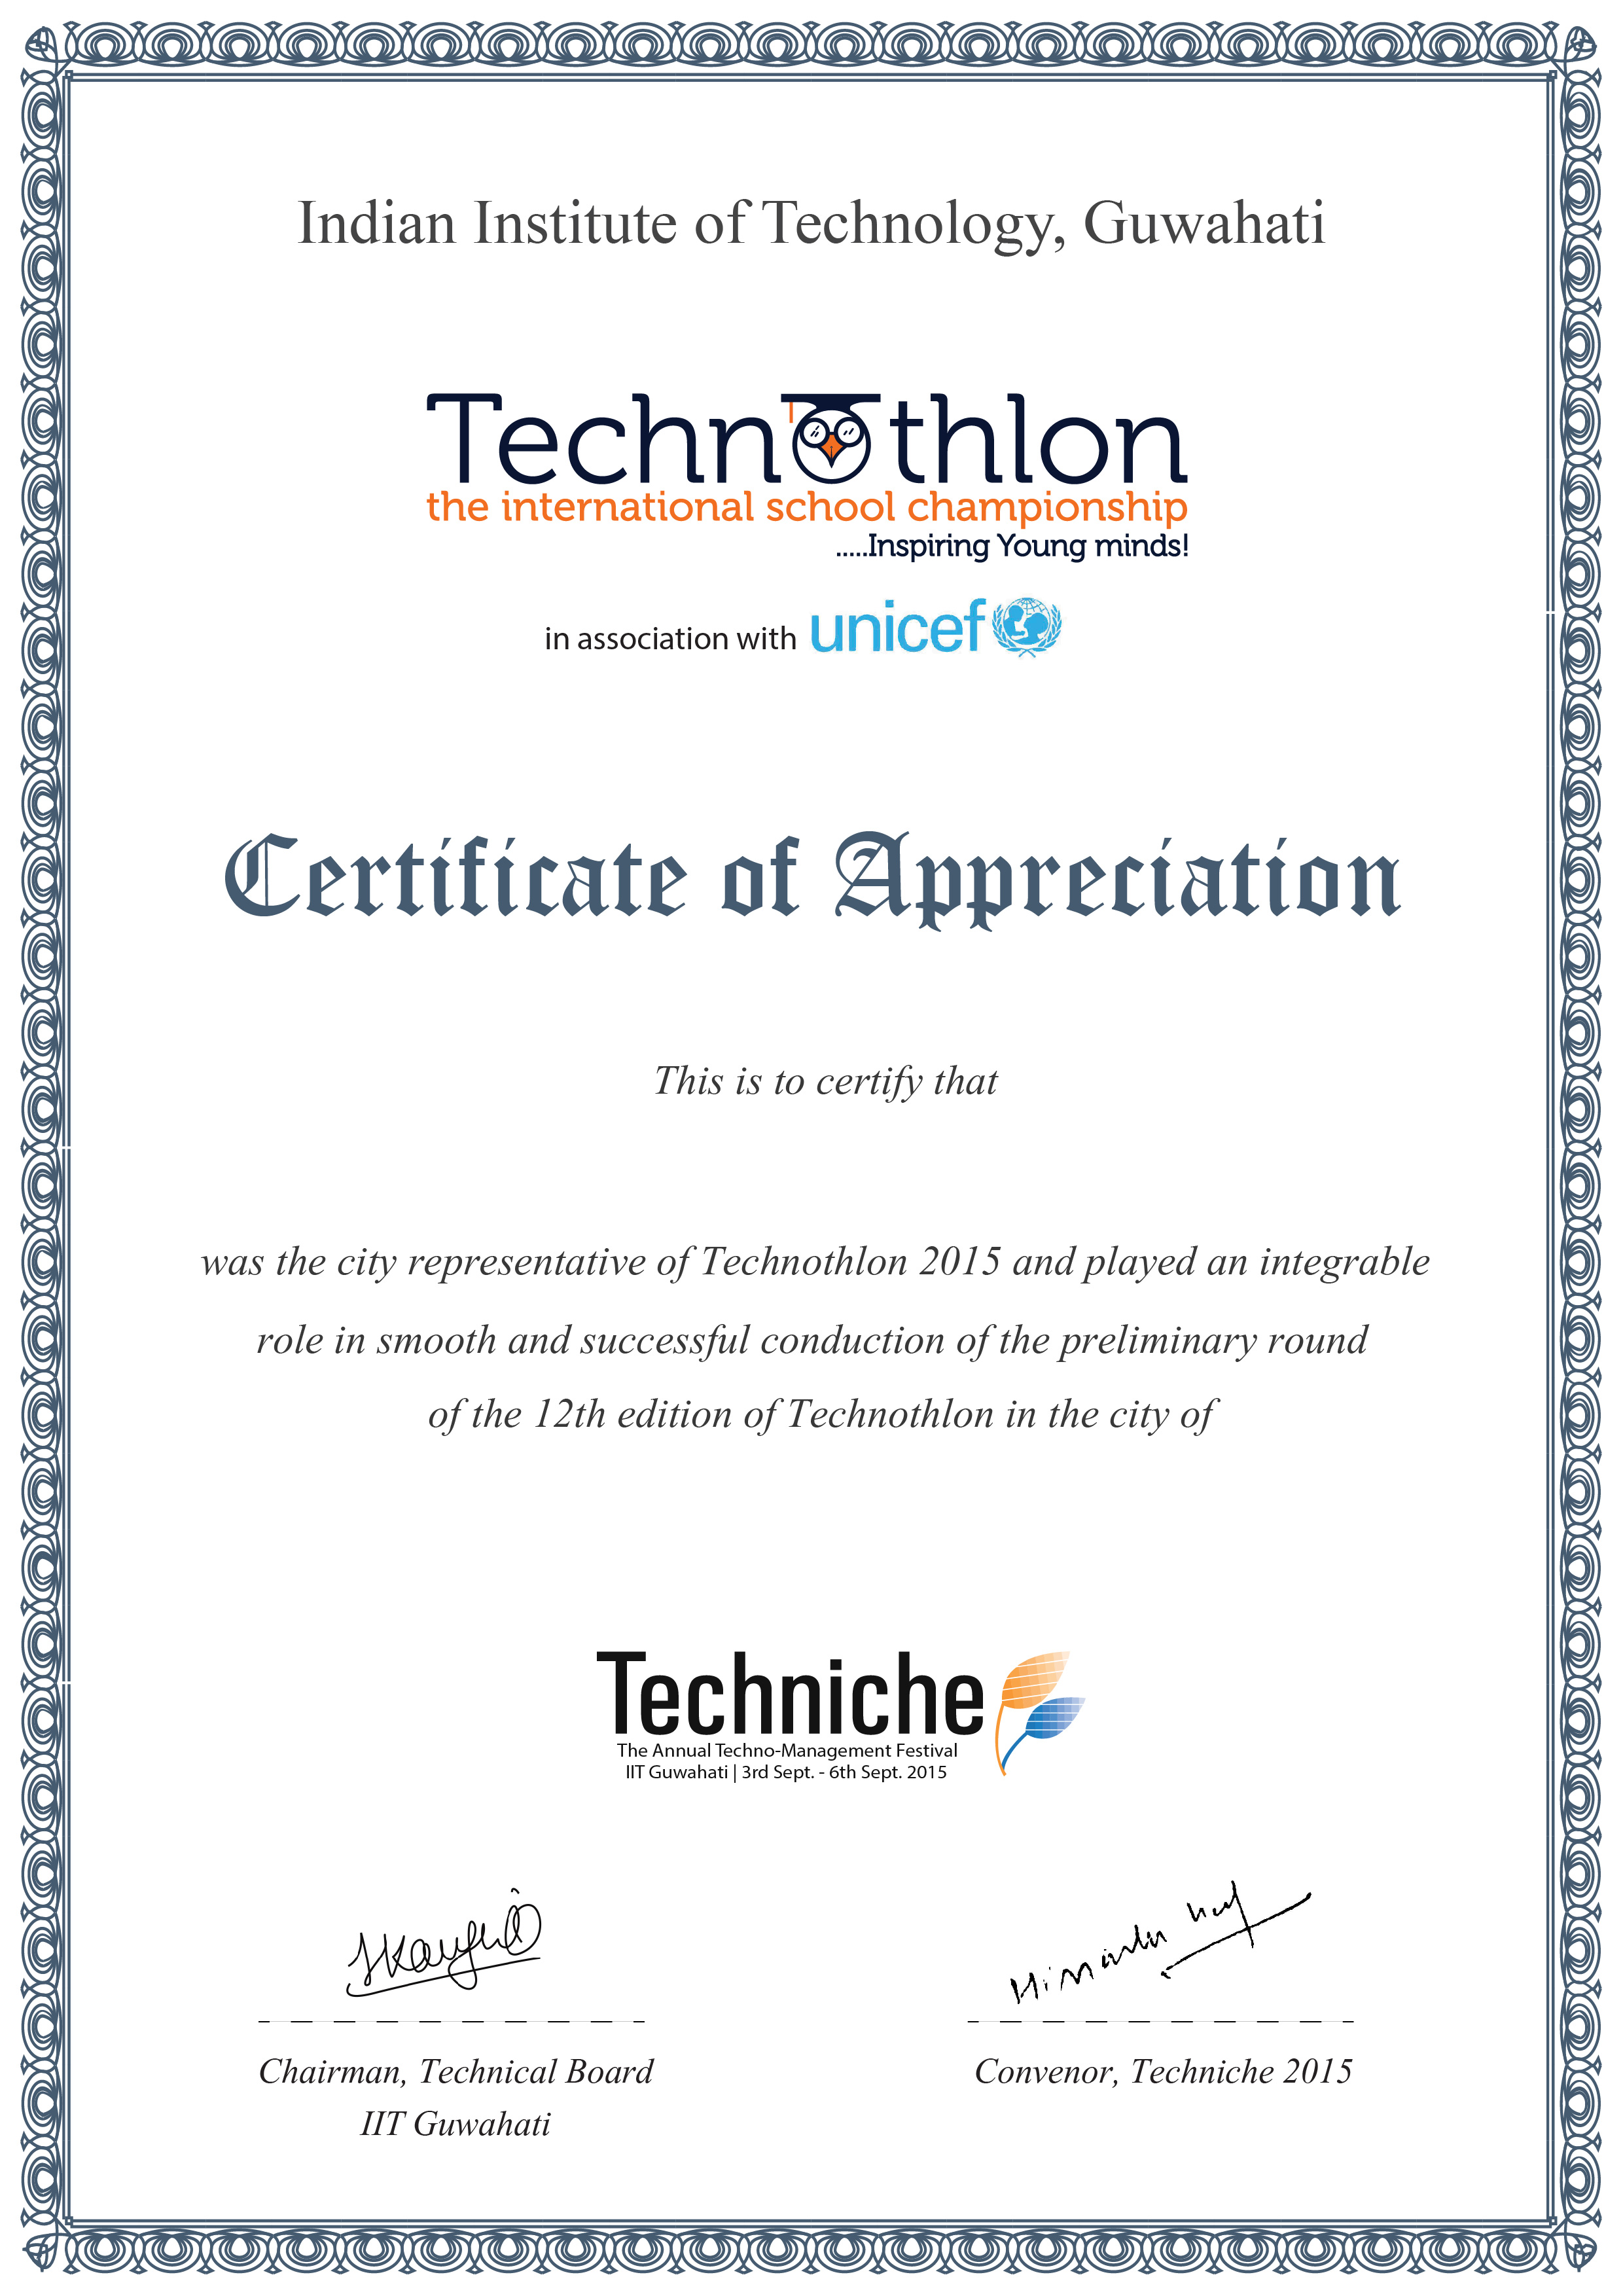 Indian Institute of Technology, Guwahati
Technothlon
the international school championship
.....Inspiring Young minds!
in association with unicef
Certificate of Appreciation
This is to certify that
was the city representative of Technothlon 2015 and played an integrable
role in smooth and successful conduction of the preliminary round
of the 12th edition of Technothlon in the city of
Techniche
The Annual Techno-Management Festival
IIT Guwahati | 3rd Sept. - 6th Sept. 2015
Chairman, Technical Board
IIT Guwahati
Convenor, Techniche 2015